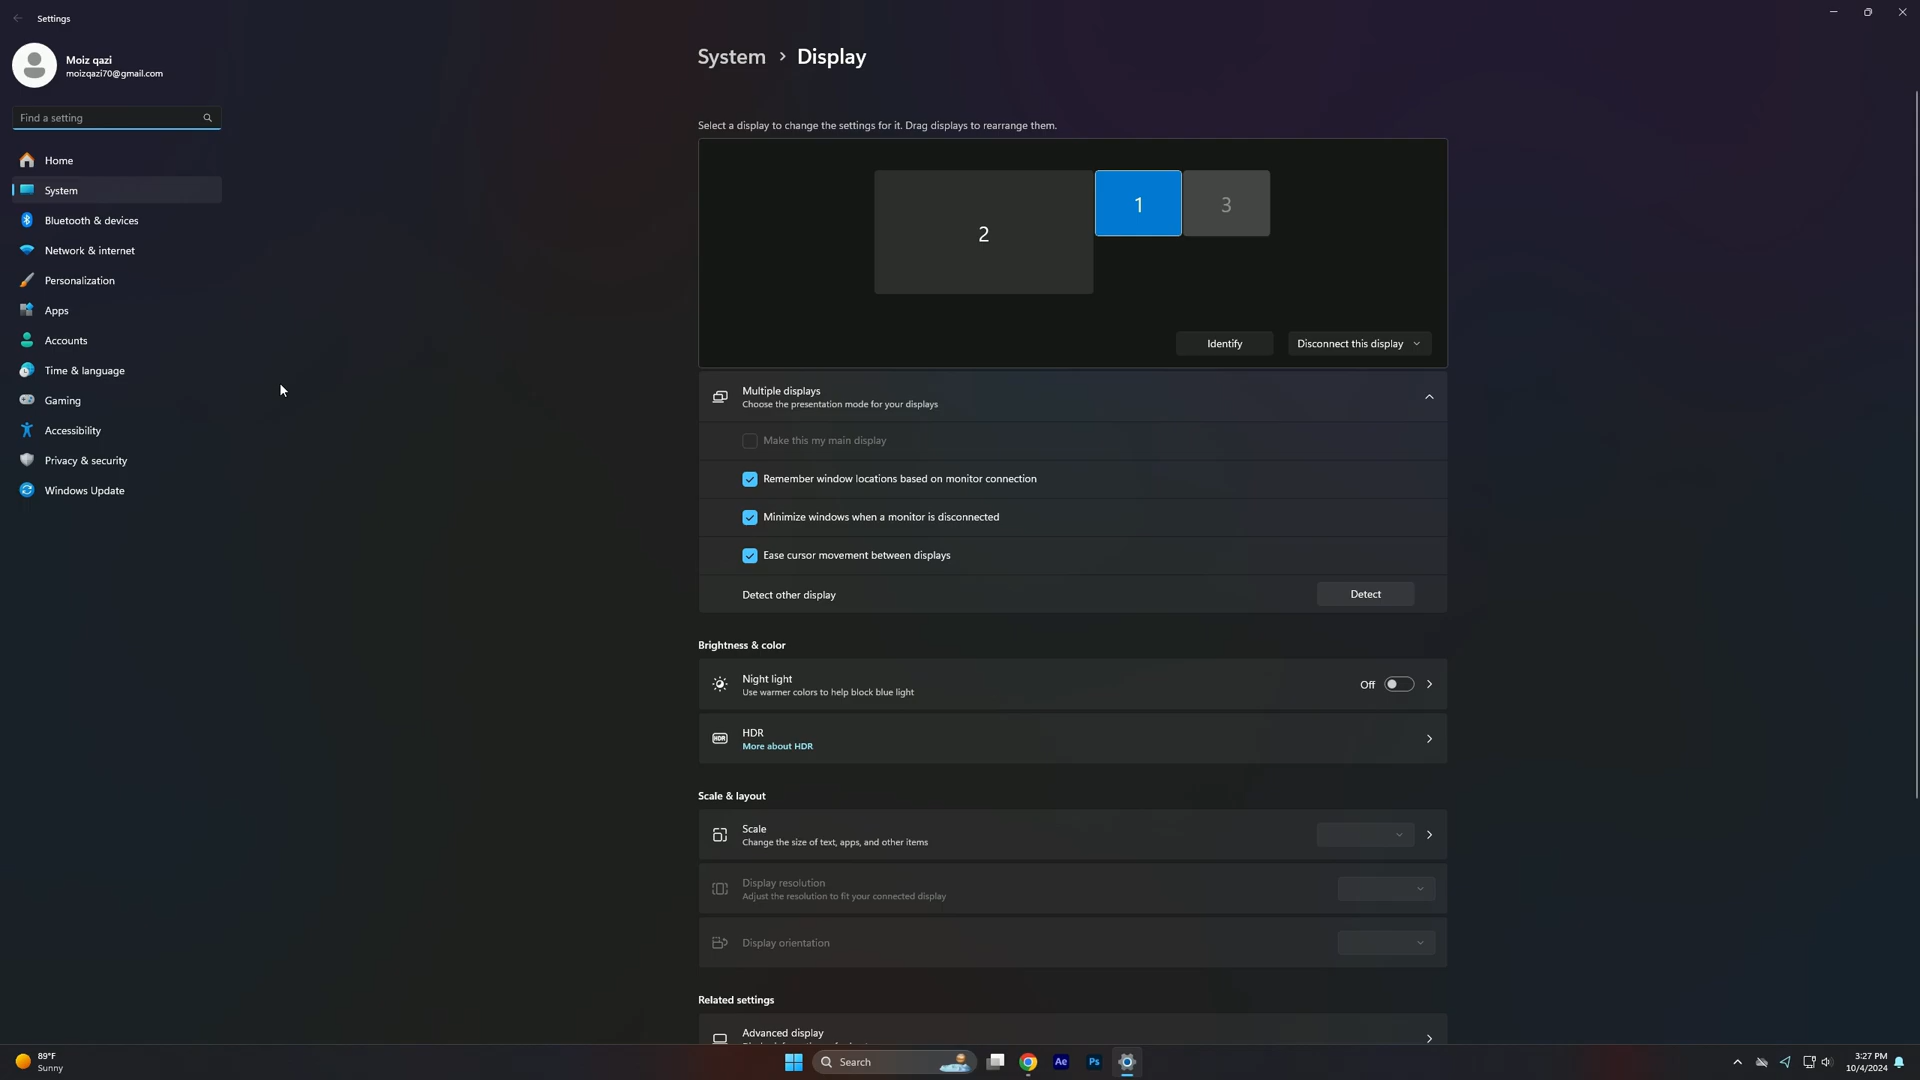 Settings
Moiz qazi
moizqazi70@gmail.com
Find a setting
Home
System
Bluetooth & devices
Network & internet
Personalization
Apps
Accounts
Time & language
Gaming
Accessibility
Privacy & security
Windows Update
System > Display
Select a display to change the settings for it. Drag displays to rearrange them.
2
1
3
Identify
Disconnect this display
Multiple displays
Choose the presentation mode for your displays
Make this my main display
Remember window locations based on monitor connection
Minimize windows when a monitor is disconnected
Ease cursor movement between displays
Detect other display
Detect
Brightness & color
Night light
Use warmer colors to help block blue light
Off
HDR
HDR
More about HDR
Scale & layout
Scale
Change the size of text, apps, and other items
Display resolution
Adjust the resolution to fit your connected display
Display orientation
Related settings
Advanced display
89°F
Sunny
Search
Ae
Ps
3:27 PM
10/4/2024